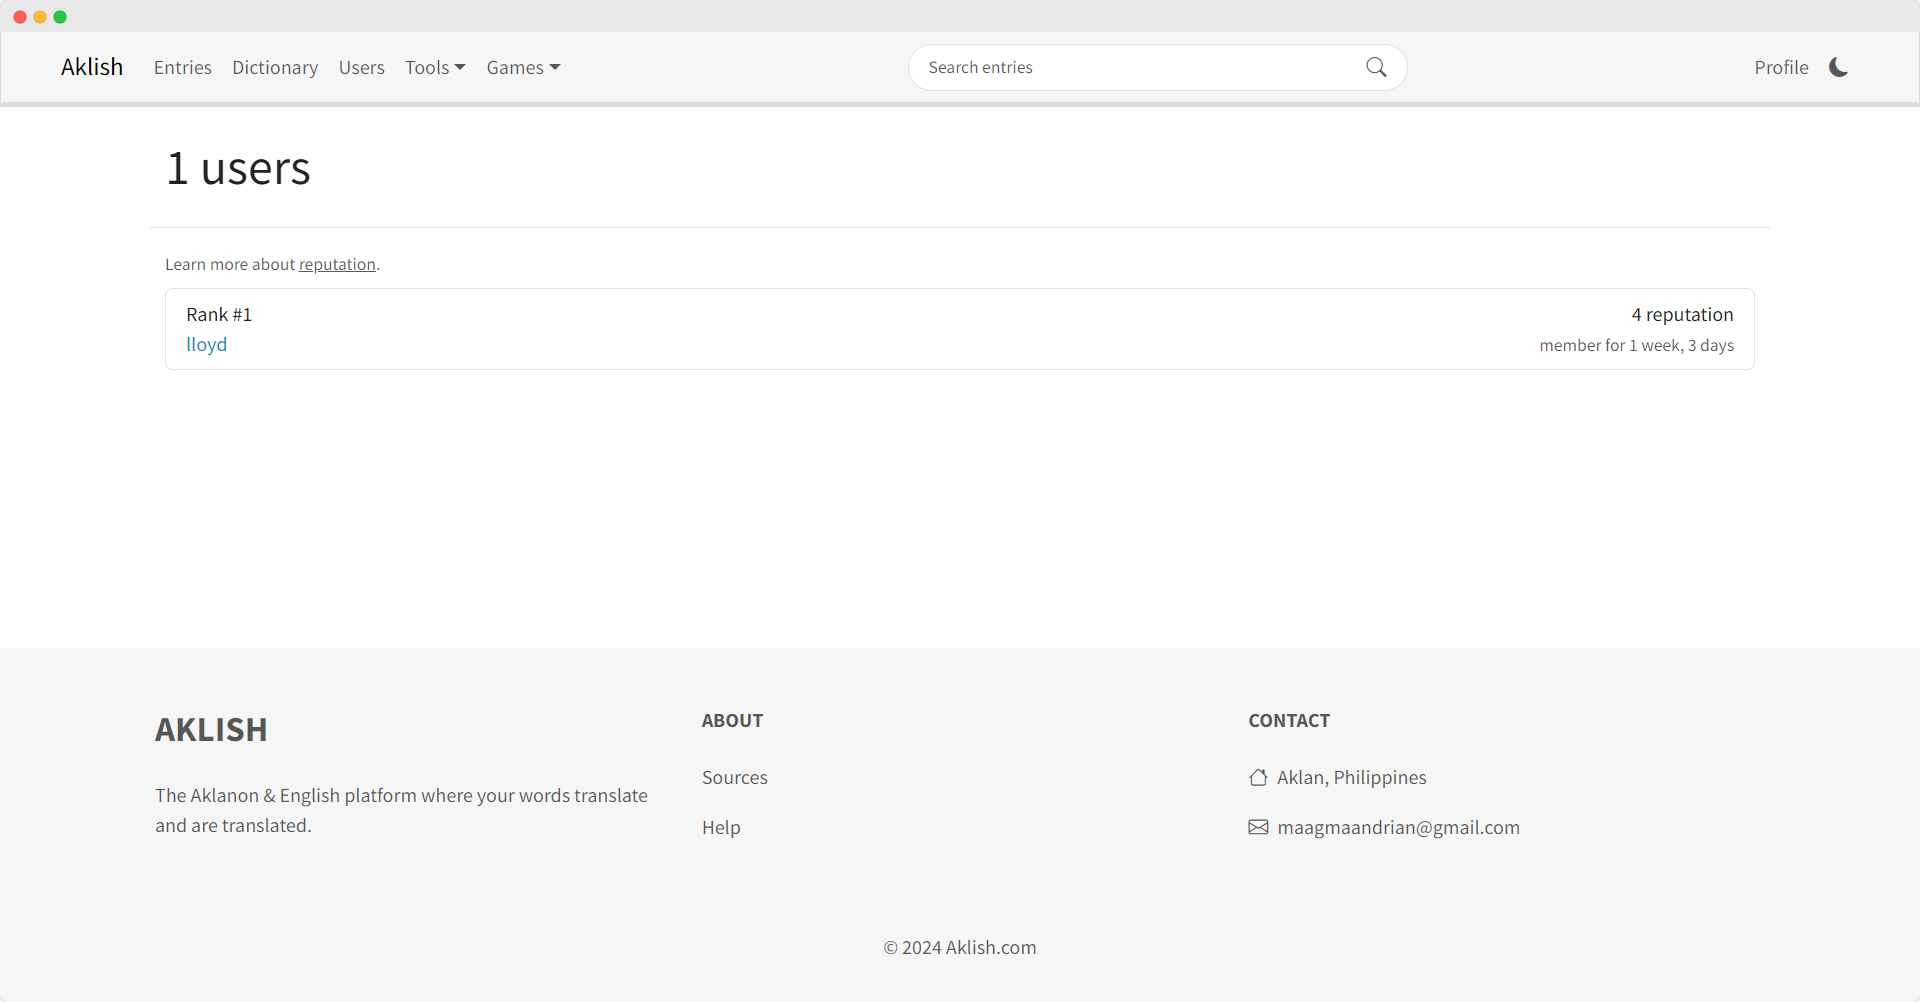 Aklish Entries Dictionary Users Tools Games Search entries Profile
1 users
Learn more about reputation.
Rank #1 4 reputation
lloyd member for 1 week, 3 days
AKLISH
The Aklanon & English platform where your words translate
and are translated.
ABOUT
Sources
Help
CONTACT
Aklan, Philippines
maagmaandrian@gmail.com
© 2024 Aklish.com